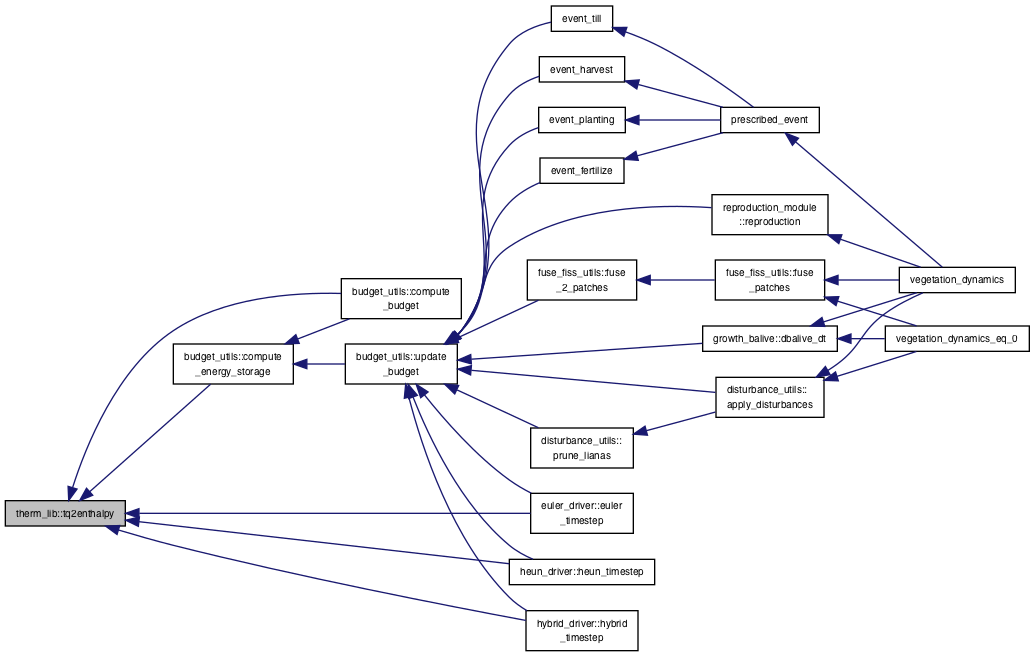 event_till
event_harvest
event_planting
prescribed_event
event_fertilize
reproduction_module
::reproduction
fuse_fiss_utils::fuse
_2_patches
fuse_fiss_utils::fuse
_patches
vegetation_dynamics
budget_utils::compute
_budget
growth_balive::dbalive_dt
vegetation_dynamics_eq_0
budget_utils::compute
_energy_storage
budget_utils::update
_budget
disturbance_utils::
apply_disturbances
disturbance_utils::
prune_lianas
therm_lib::tq2enthalpy
euler_driver::euler
_timestep
heun_driver::heun_timestep
hybrid_driver::hybrid
_timestep